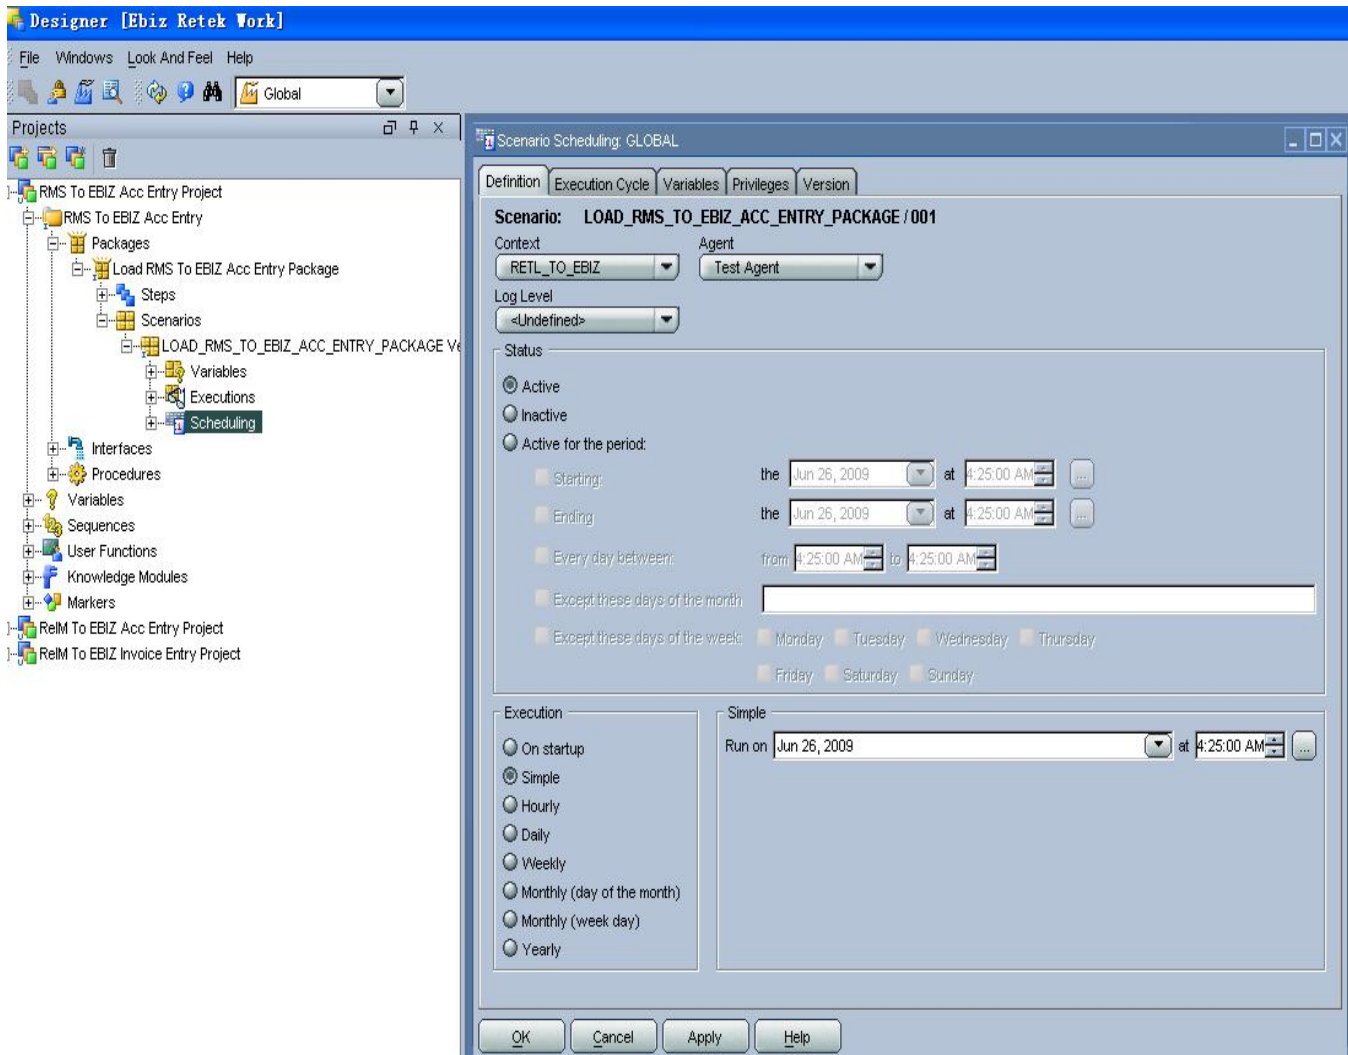 Designer [Ebiz Retek Work]
File Windows Look And Feel Help
Global
Projects
RMS To EBIZ Acc Entry Project
RMS To EBIZ Acc Entry
Packages
Load RMS To EBIZ Acc Entry Package
Steps
Scenarios
LOAD_RMS_TO_EBIZ_ACC_ENTRY_PACKAGE Ve
Variables
Executions
Scheduling
Interfaces
Procedures
Variables
Sequences
User Functions
Knowledge Modules
Markers
ReIM To EBIZ Acc Entry Project
ReIM To EBIZ Invoice Entry Project
Scenario Scheduling: GLOBAL
Definition Execution Cycle Variables Privileges Version
Scenario: LOAD_RMS_TO_EBIZ_ACC_ENTRY_PACKAGE / 001
Context Agent
RETL_TO_EBIZ Test Agent
Log Level
<Undefined>
Status
Active
Inactive
Active for the period:
Starting: the Jun 26, 2009 at 4:25:00 AM ...
Ending the Jun 26, 2009 at 4:25:00 AM ...
Every day between: from 4:25:00 AM to 4:25:00 AM
Except these days of the month
Except these days of the week: Monday Tuesday Wednesday Thursday
Friday Saturday Sunday
Execution
On startup
Simple
Hourly
Daily
Weekly
Monthly (day of the month)
Monthly (week day)
Yearly
Simple
Run on Jun 26, 2009 at 4:25:00 AM ...
OK Cancel Apply Help